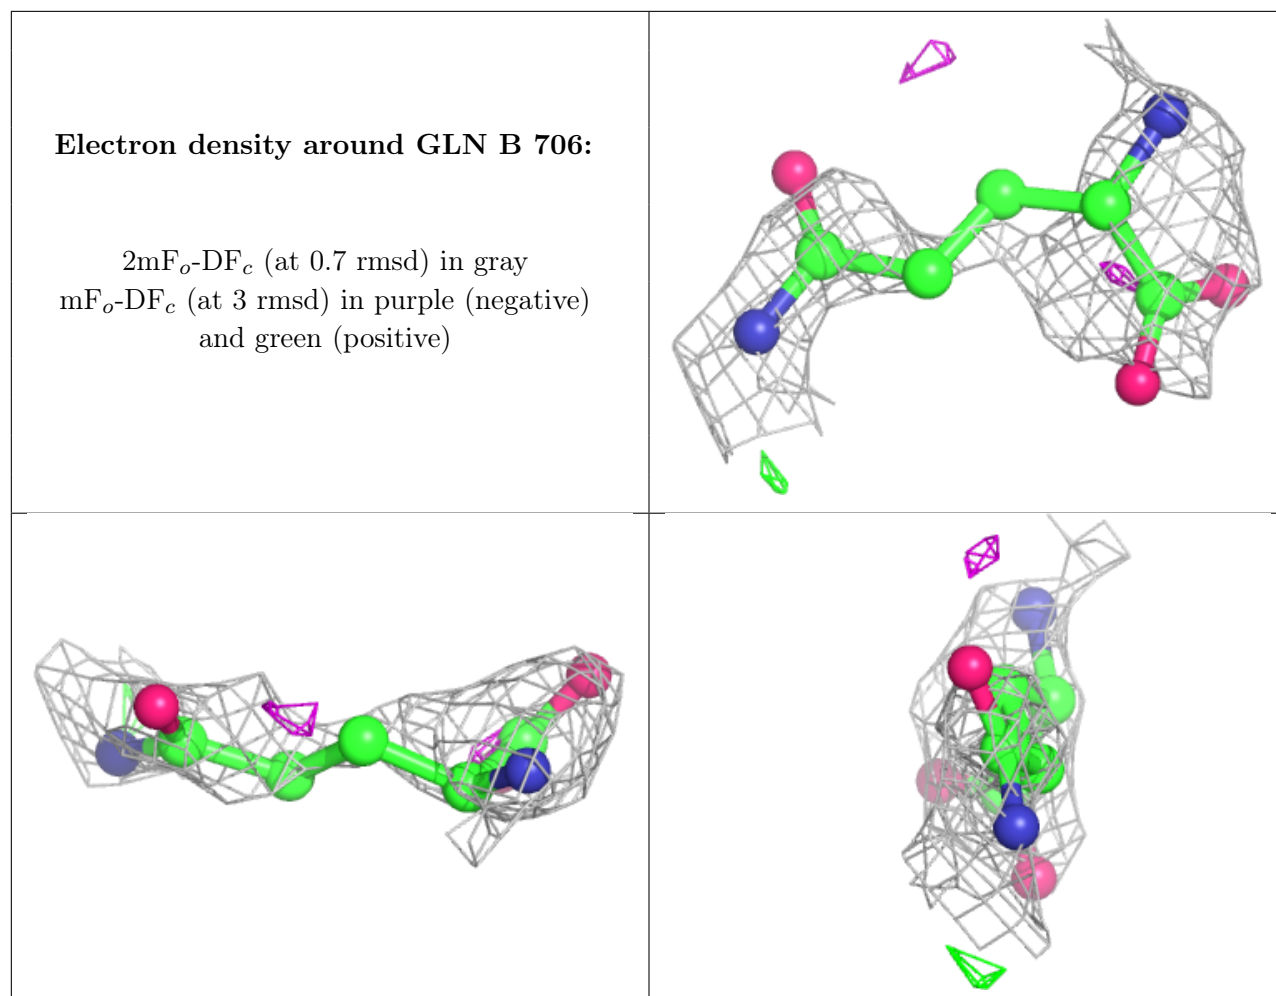 Electron density around GLN B 706:
2mFo-DFc (at 0.7 rmsd) in gray
mFo-DFc (at 3 rmsd) in purple (negative)
and green (positive)